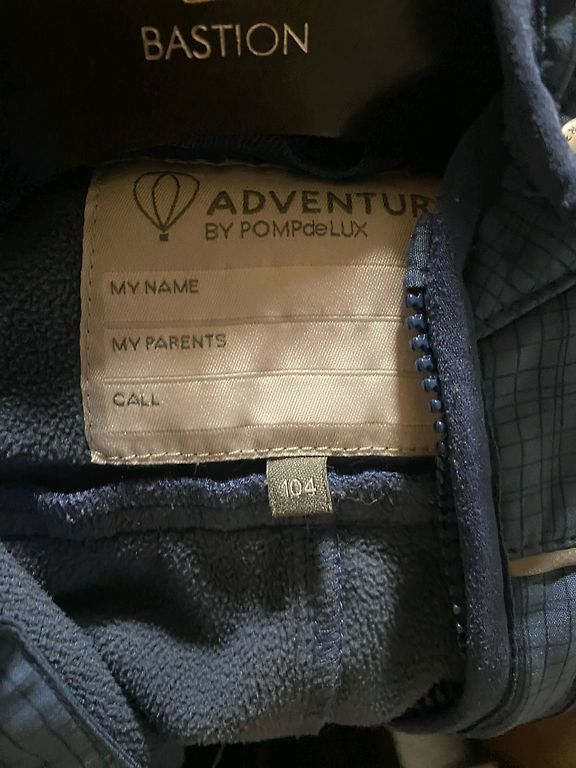 BASTION
ADVENTUR
BY POMPdeLUX
MY NAME
MY PARENTS
CALL
104